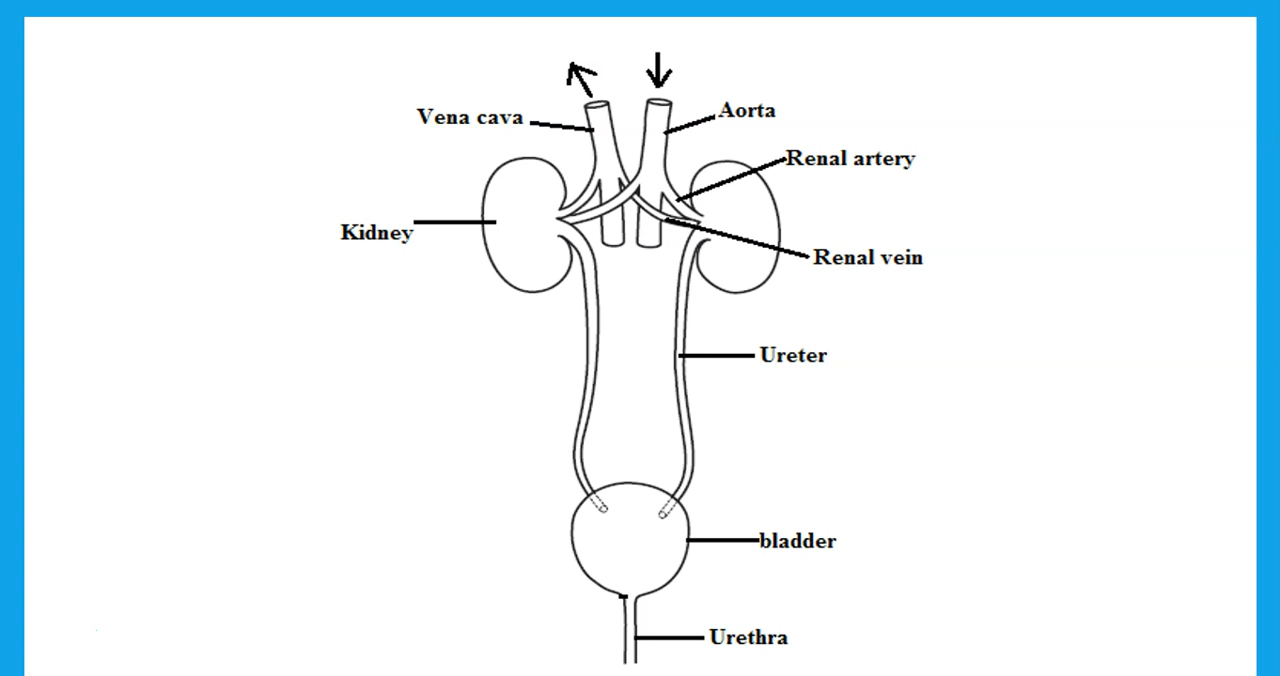 Vena cava
Aorta
Renal artery
Kidney
Renal vein
Ureter
bladder
Urethra